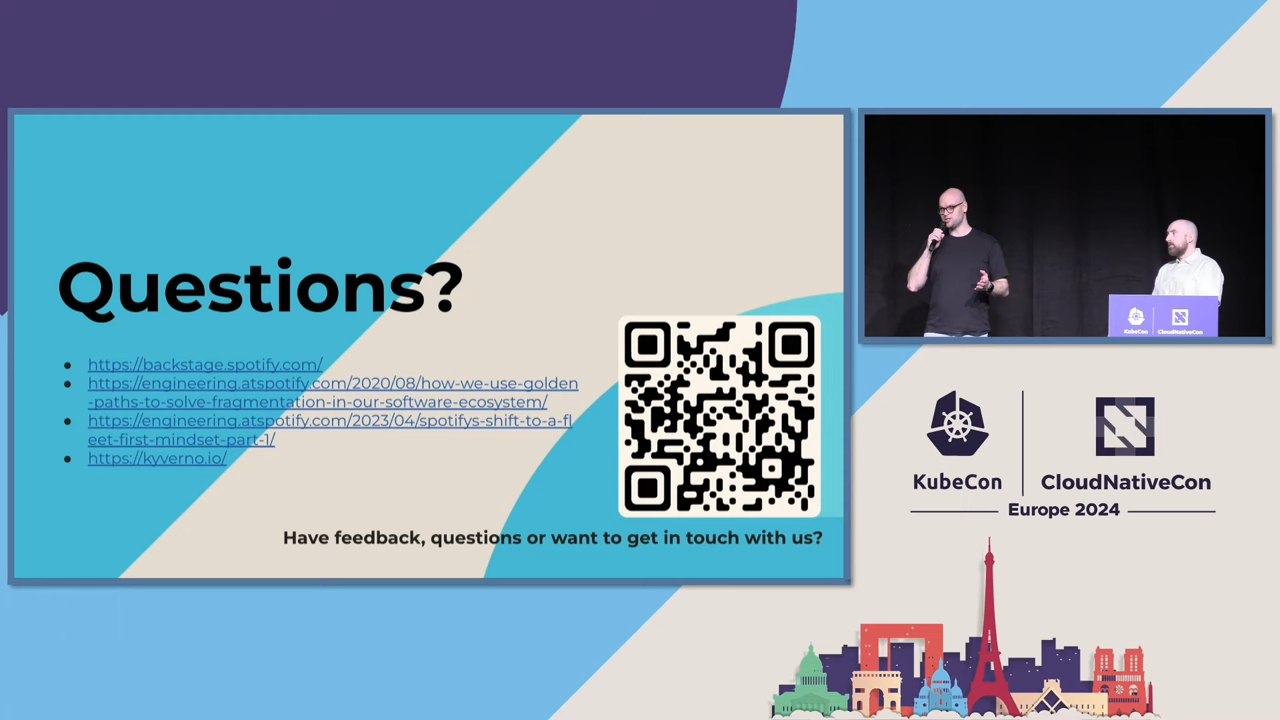 Questions?
https://backstage.spotify.com/
https://engineering.atspotify.com/2020/08/how-we-use-golden
-paths-to-solve-fragmentation-in-our-software-ecosystem/
https://engineering.atspotify.com/2023/04/spotifys-shift-to-a-fl
eet-first-mindset-part-1/
https://kyverno.io/
Have feedback, questions or want to get in touch with us?
KubeCon
CloudNativeCon
KubeCon
CloudNativeCon
Europe 2024